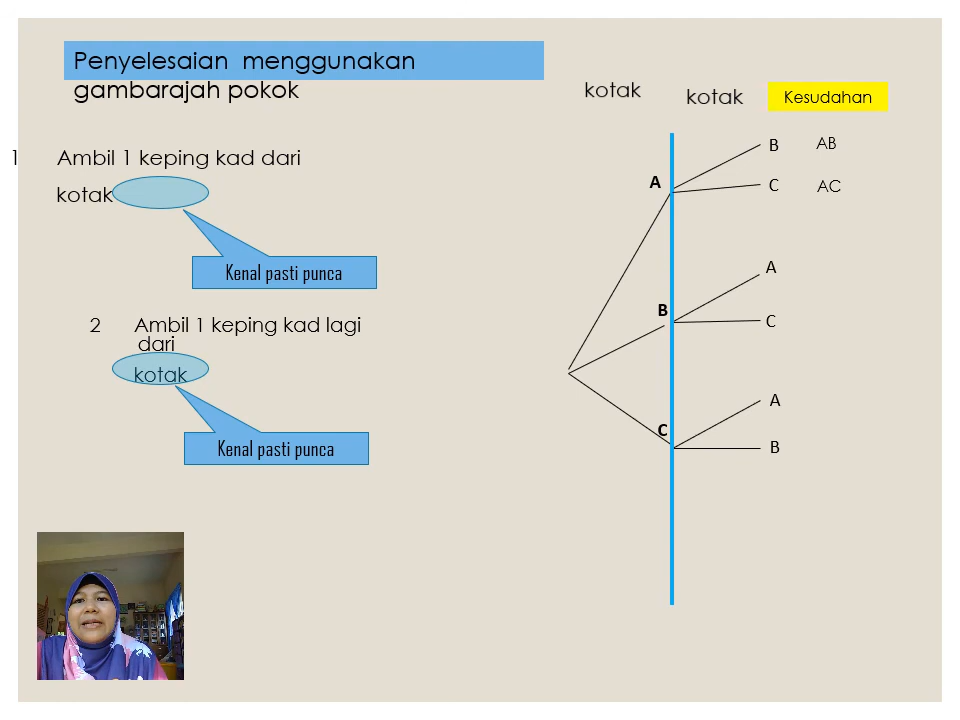 Penyelesaian menggunakan
gambarajah pokok
kotak
kotak
Kesudahan
1 Ambil 1 keping kad dari
kotak
Kenal pasti punca
2 Ambil 1 keping kad lagi
dari
kotak
Kenal pasti punca
A
B AB
C AC
B
A
C
C
A
B